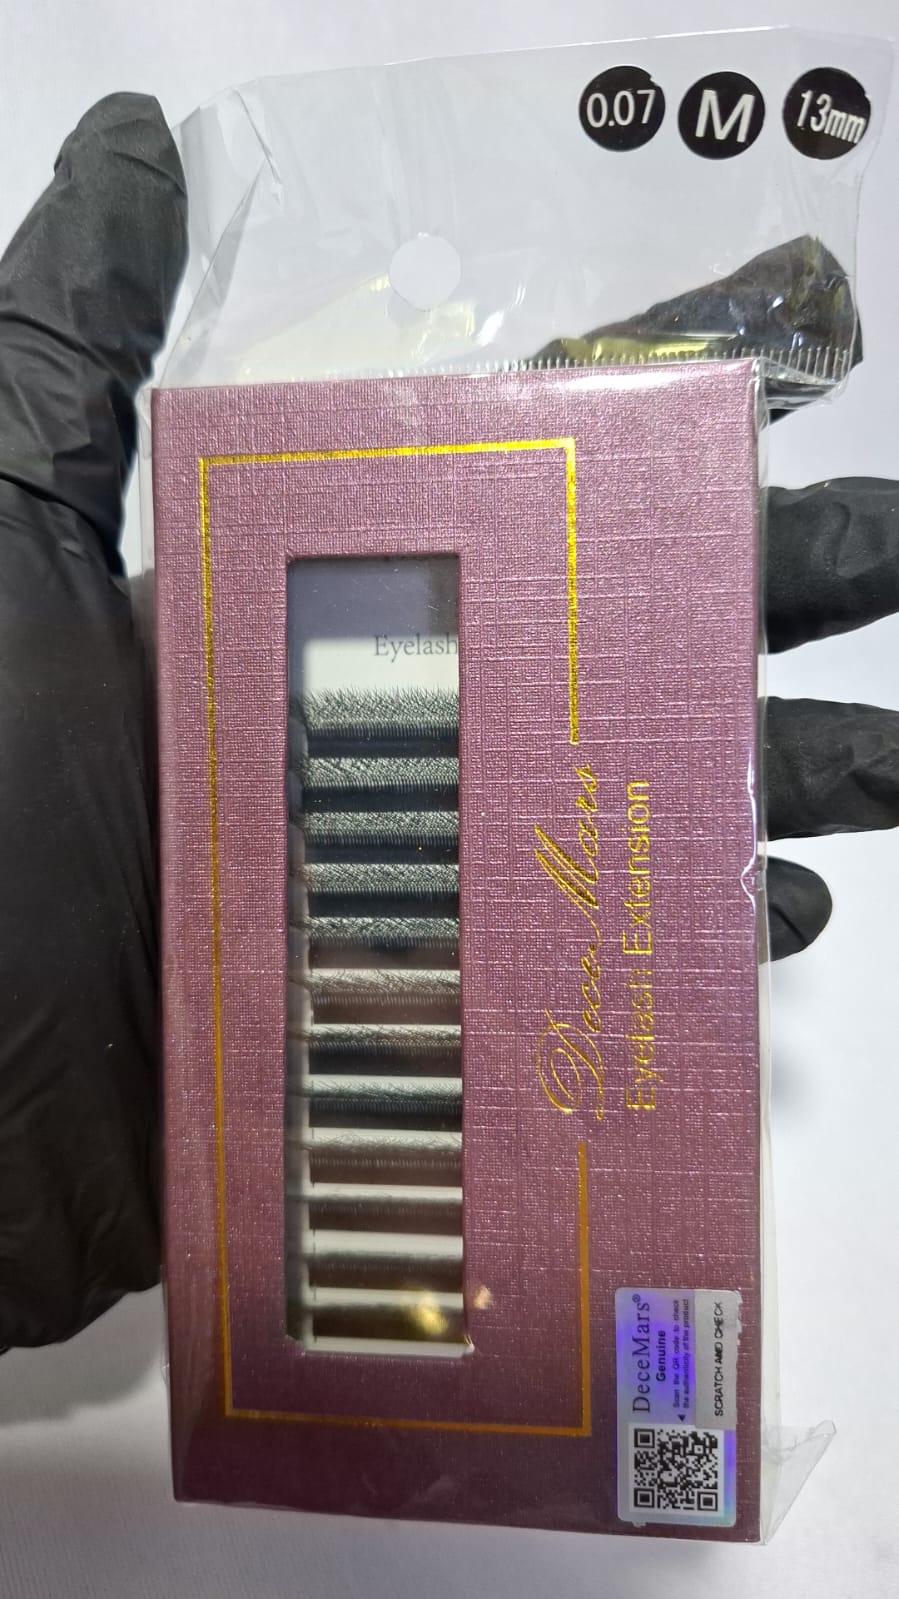 0.07 M 13mm
Eyelash
DeceMars
Eyelash Extension
DeceMars®
Genuine
Scan the QR code to check
the authenticity of the product
SCRATCH AND CHECK